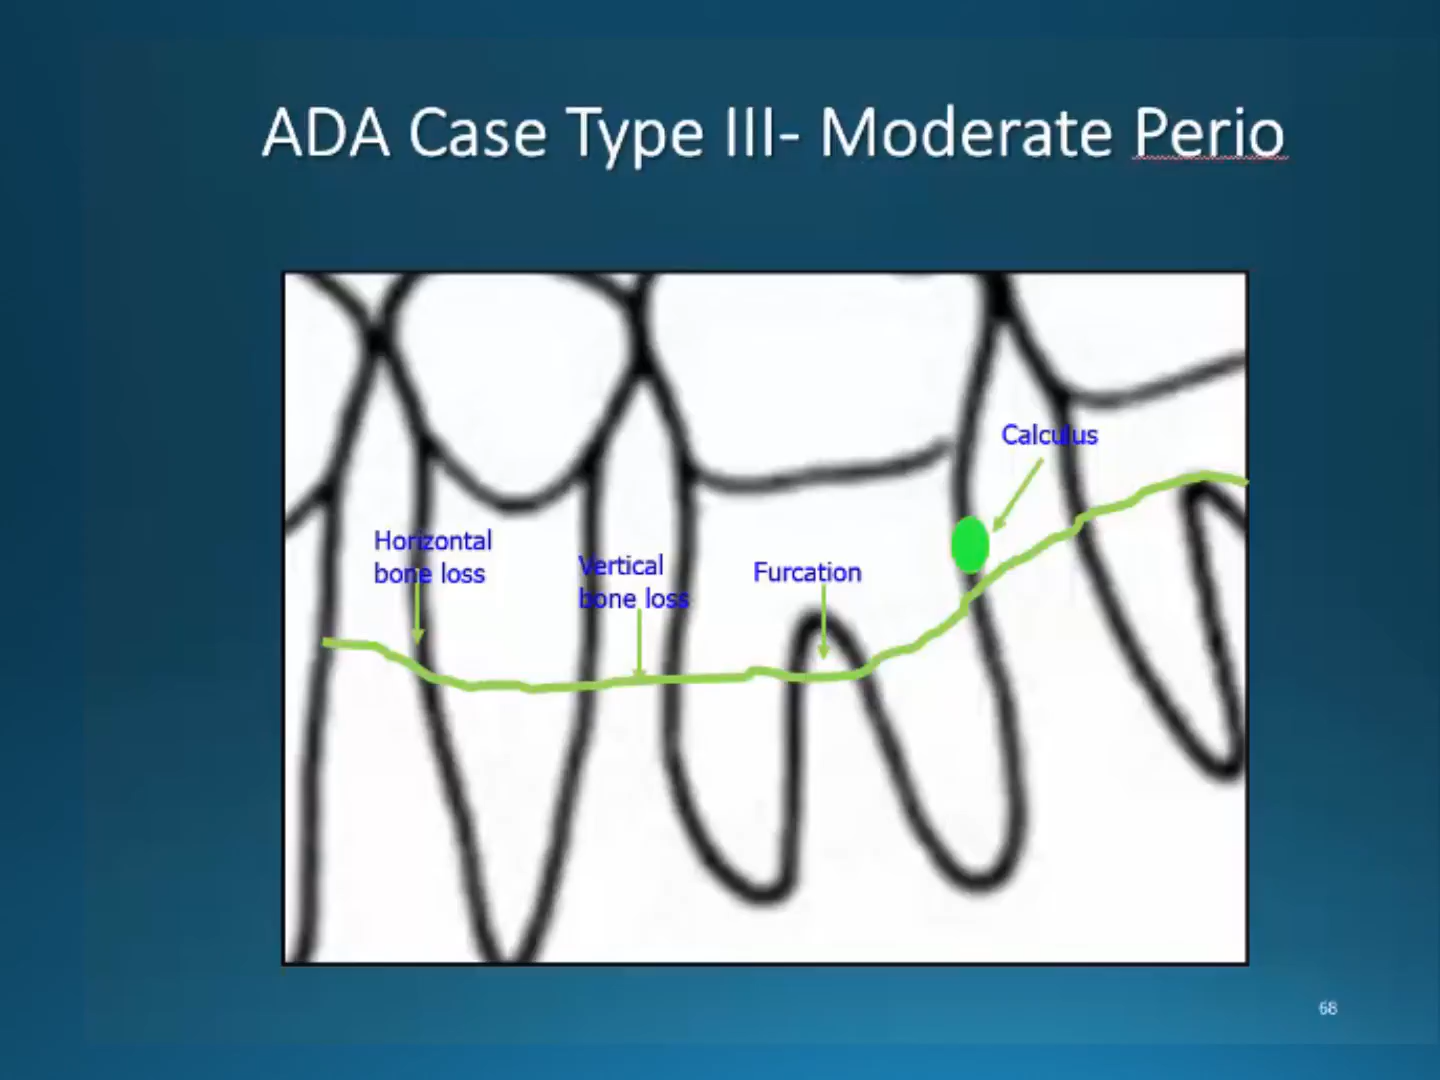 ADA Case Type III- Moderate Perio
Calculus
Horizontal
bone loss
Vertical
bone loss
Furcation
68